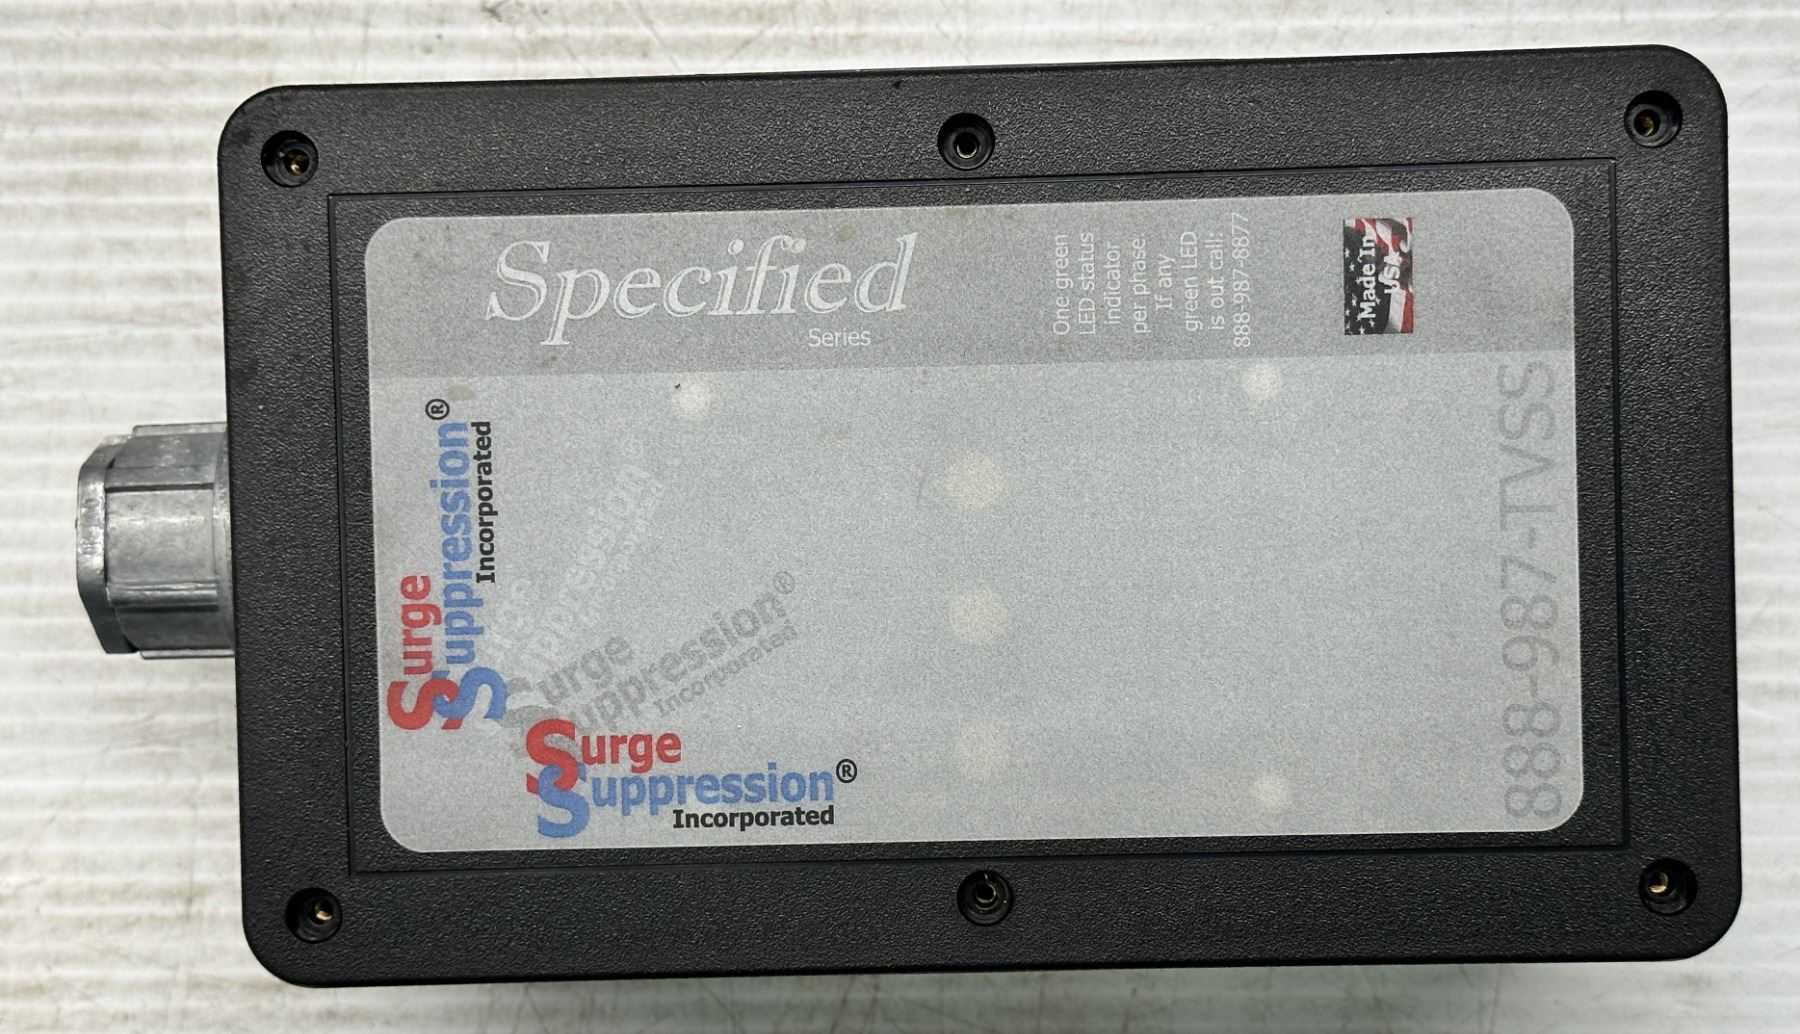 Specified
Series
One green
LED status
indicator
per phase
If any
green LED
is out call:
888-987-8877
Made In
USA
Surge
Suppression®
Incorporated
Suppression
Surge
Suppression®
Incorporated
Surge
Suppression®
Incorporated
888-987-TVSS